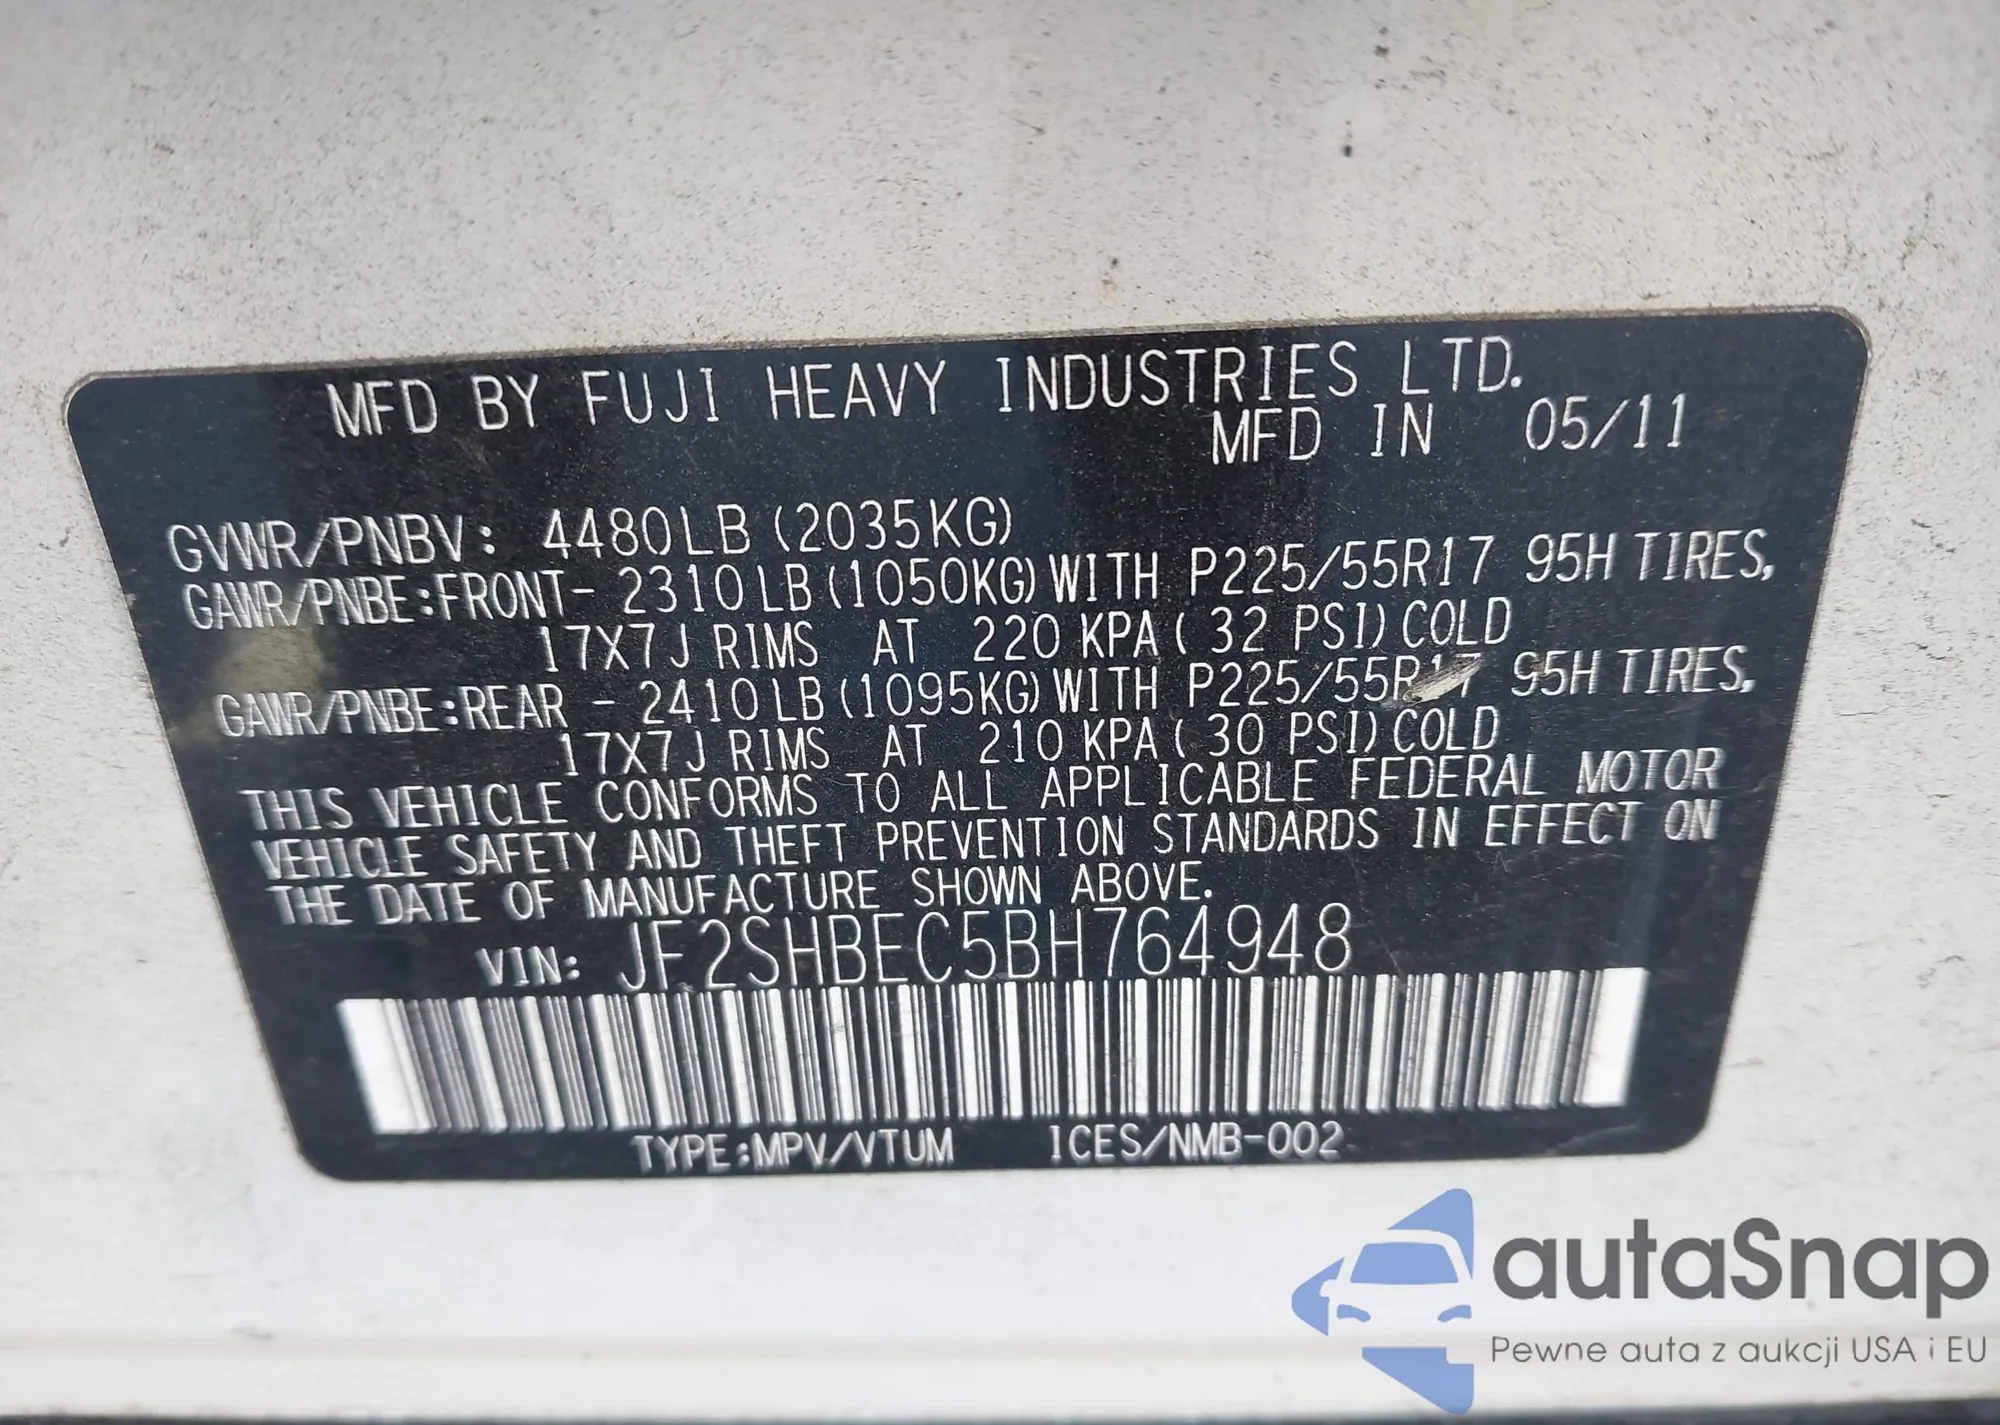 MFD BY FUJI HEAVY INDUSTRIES LTD.
MFD IN 05/11
GVWR/PNBV: 4480LB (2035KG)
GAWR/PNBE:FRONT- 2310LB (1050KG) WITH P225/55R17 95H TIRES,
17X7J RIMS AT 220 KPA ( 32 PSI) COLD
GAWR/PNBE:REAR - 2410LB (1095KG) WITH P225/55R17 95H TIRES,
17X7J RIMS AT 210 KPA ( 30 PSI) COLD
THIS VEHICLE CONFORMS TO ALL APPLICABLE FEDERAL MOTOR
VEHICLE SAFETY AND THEFT PREVENTION STANDARDS IN EFFECT ON
THE DATE OF MANUFACTURE SHOWN ABOVE.
VIN: JF2SHBEC5BH764948
TYPE:MPV/VTUM ICES/NMB-002
autaSnap
Pewne auta z aukcji USA i EU